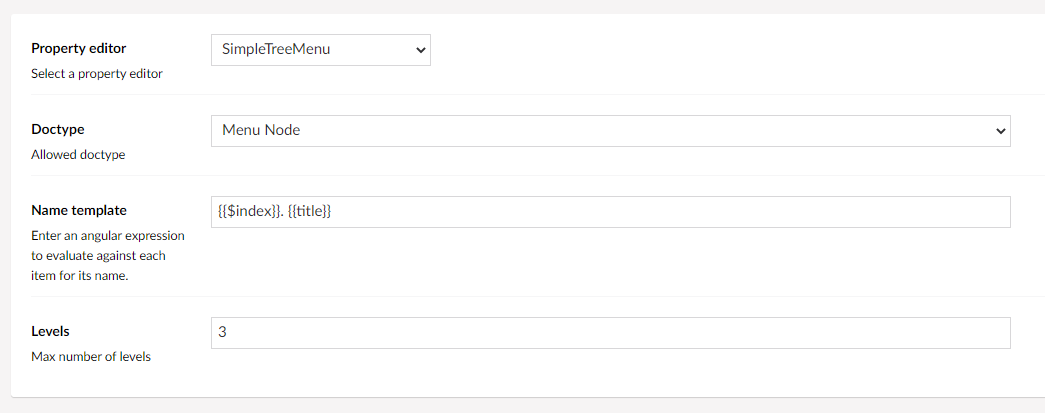 Property editor
SimpleTreeMenu
Select a property editor
Doctype
Menu Node
Allowed doctype
Name template
{{$index}}. {{title}}
Enter an angular expression
to evaluate against each
item for its name.
Levels
3
Max number of levels